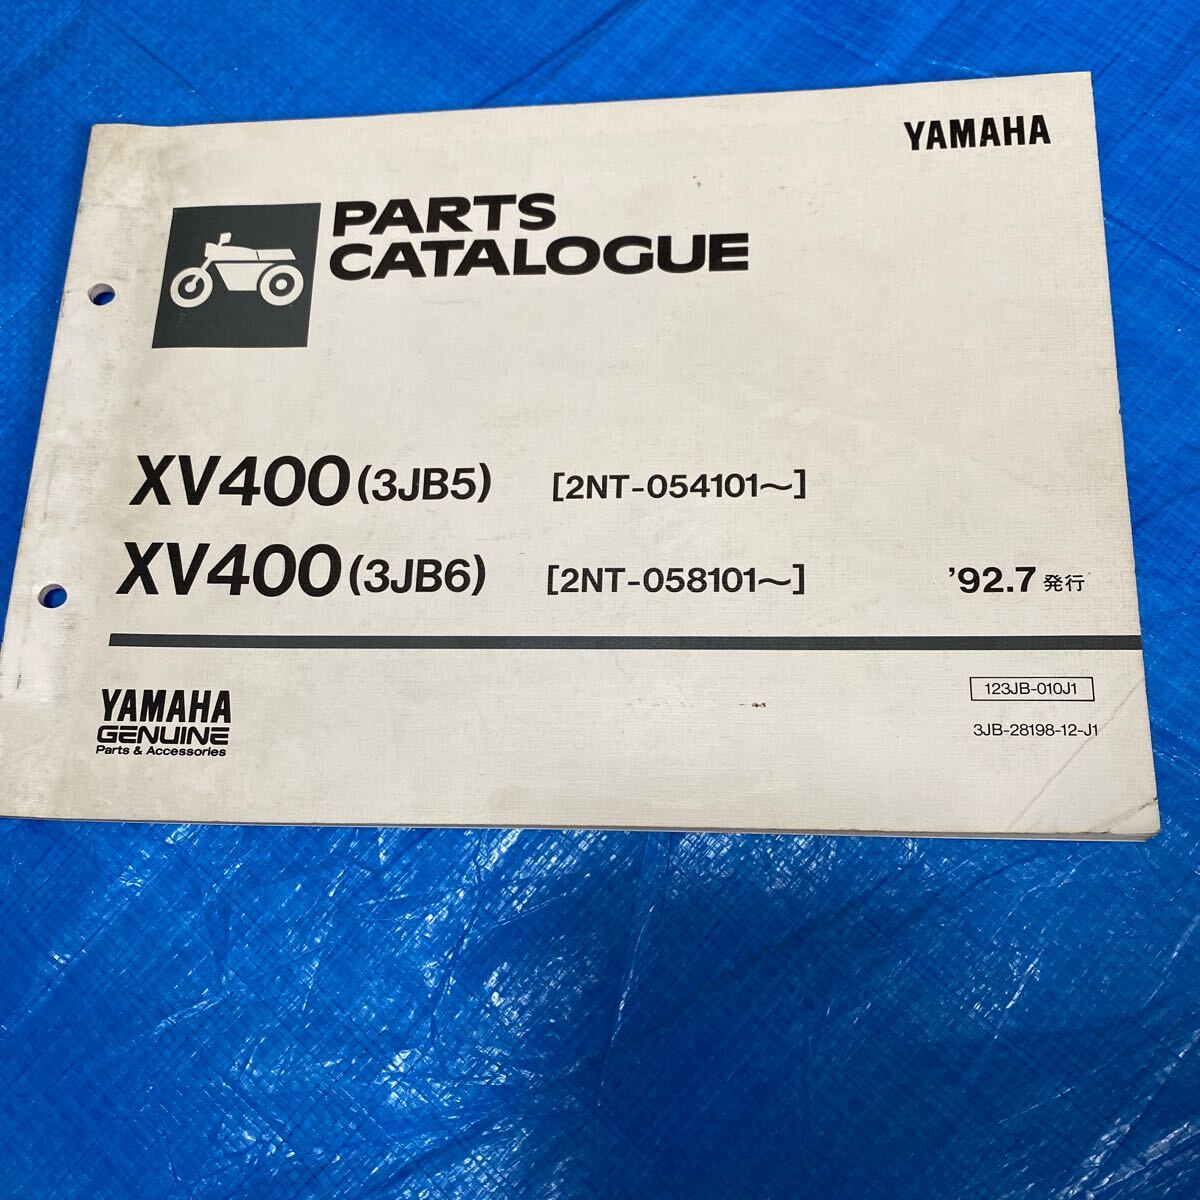 YAMAHA
PARTS
CATALOGUE
XV400 (3JB5) [2NT-054101～]
XV400 (3JB6) [2NT-058101～] '92.7 発行
123JB-010J1
3JB-28198-12-J1
YAMAHA
GENUINE
Parts & Accessories